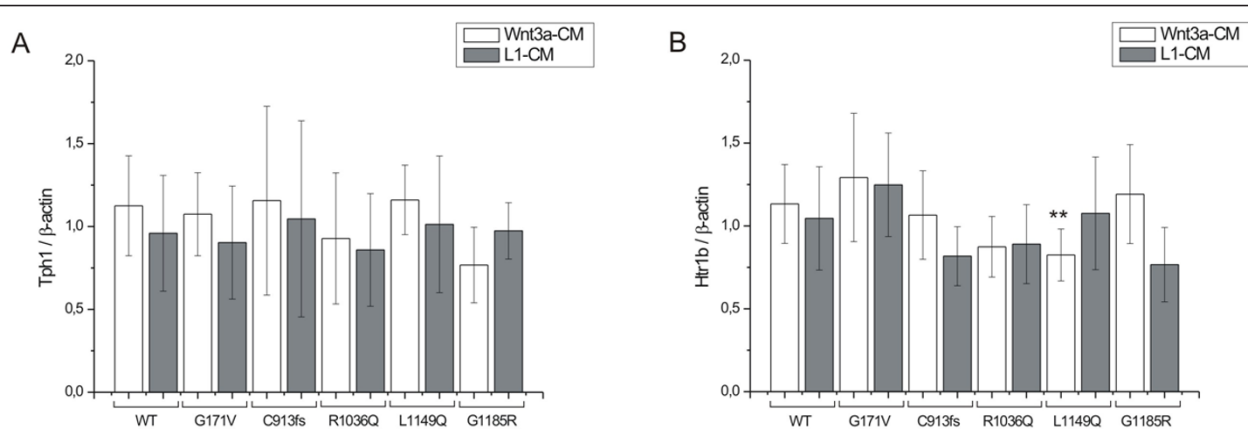 A
Wnt3a-CM
L1-CM
2,0
1,5
1,0
0,5
0,0
Tph1 / β-actin
WT G171V C913fs R1036Q L1149Q G1185R
B
Wnt3a-CM
L1-CM
2,0
1,5
1,0
0,5
0,0
Htr1b / β-actin
**
WT G171V C913fs R1036Q L1149Q G1185R